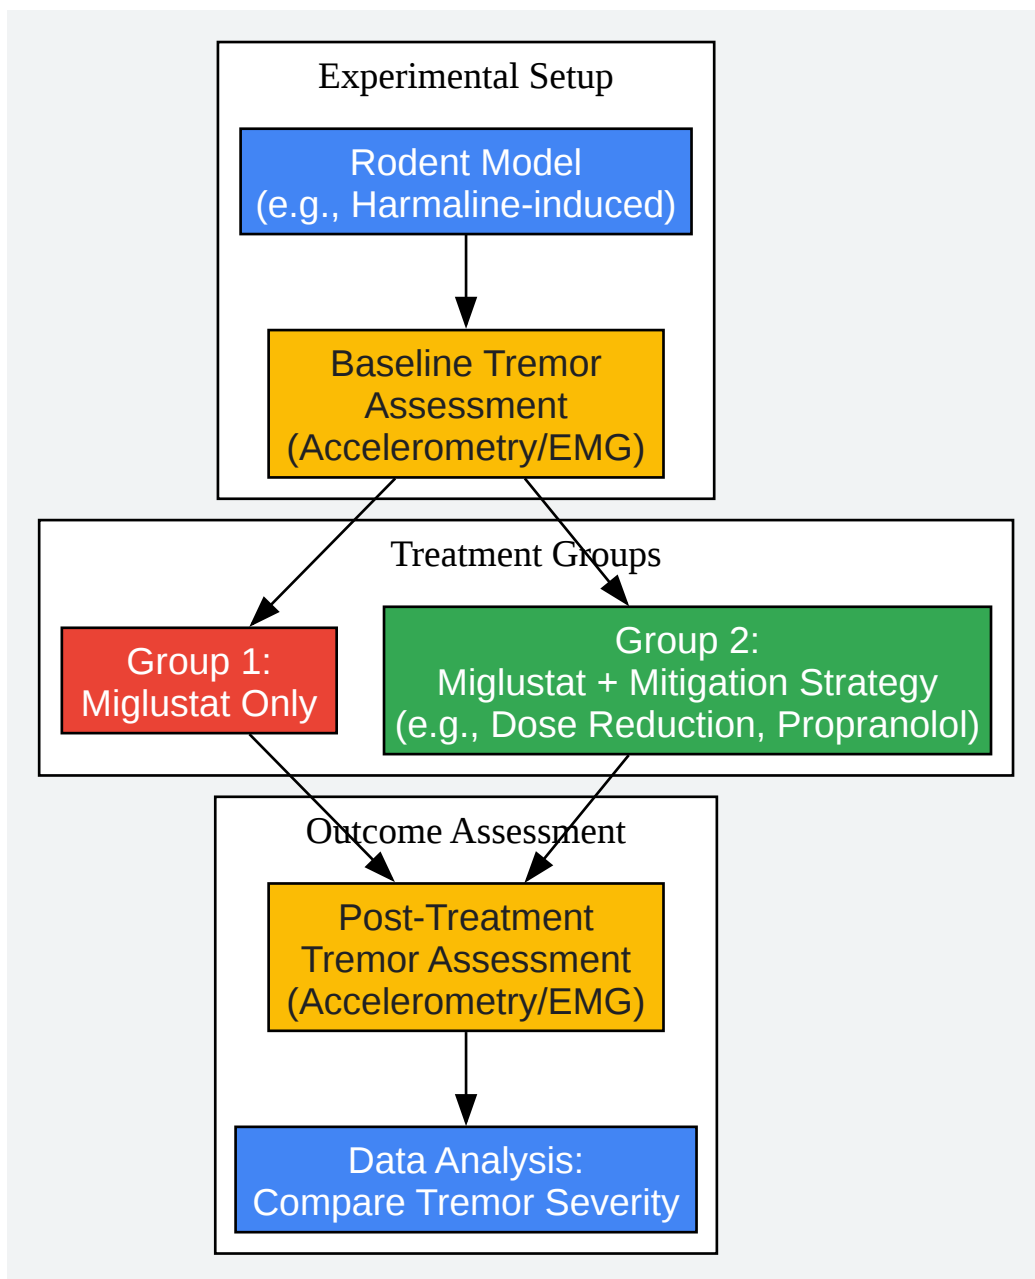 Experimental Setup
Rodent Model
(e.g., Harmaline-induced)
Baseline Tremor
Assessment
(Accelerometry/EMG)
Treatment Groups
Group 1:
Miglustat Only
Group 2:
Miglustat + Mitigation Strategy
(e.g., Dose Reduction, Propranolol)
Outcome Assessment
Post-Treatment
Tremor Assessment
(Accelerometry/EMG)
Data Analysis:
Compare Tremor Severity